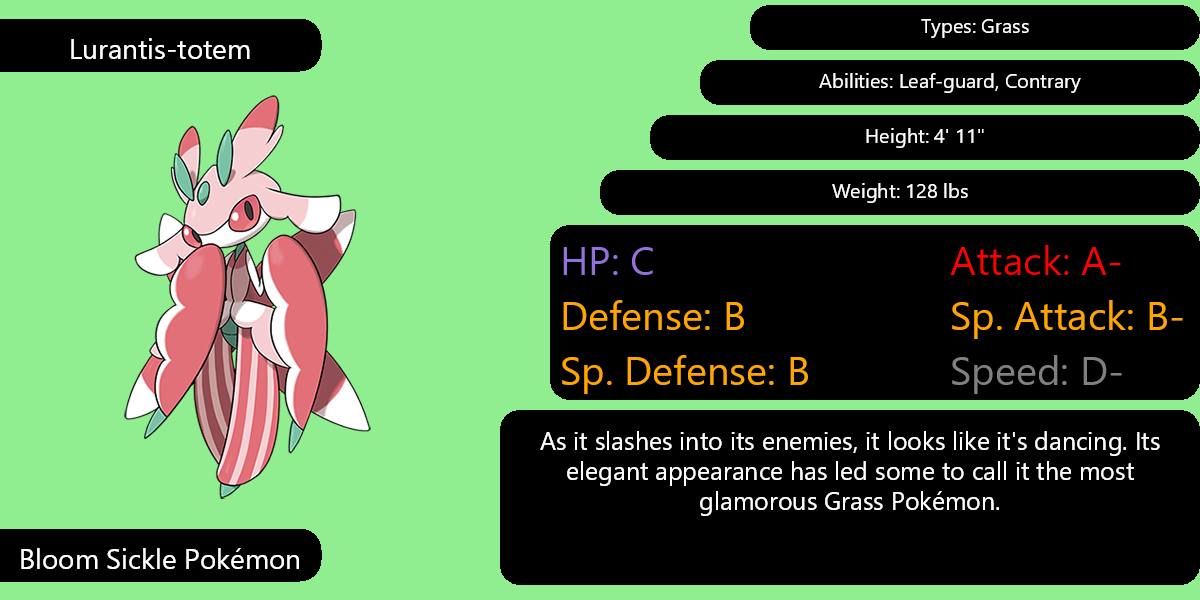 Lurantis-totem
Types: Grass
Abilities: Leaf-guard, Contrary
Height: 4' 11"
Weight: 128 lbs
HP: C
Attack: A-
Defense: B
Sp. Attack: B-
Sp. Defense: B
Speed: D-
As it slashes into its enemies, it looks like it's dancing. Its
elegant appearance has led some to call it the most
glamorous Grass Pokémon.
Bloom Sickle Pokémon